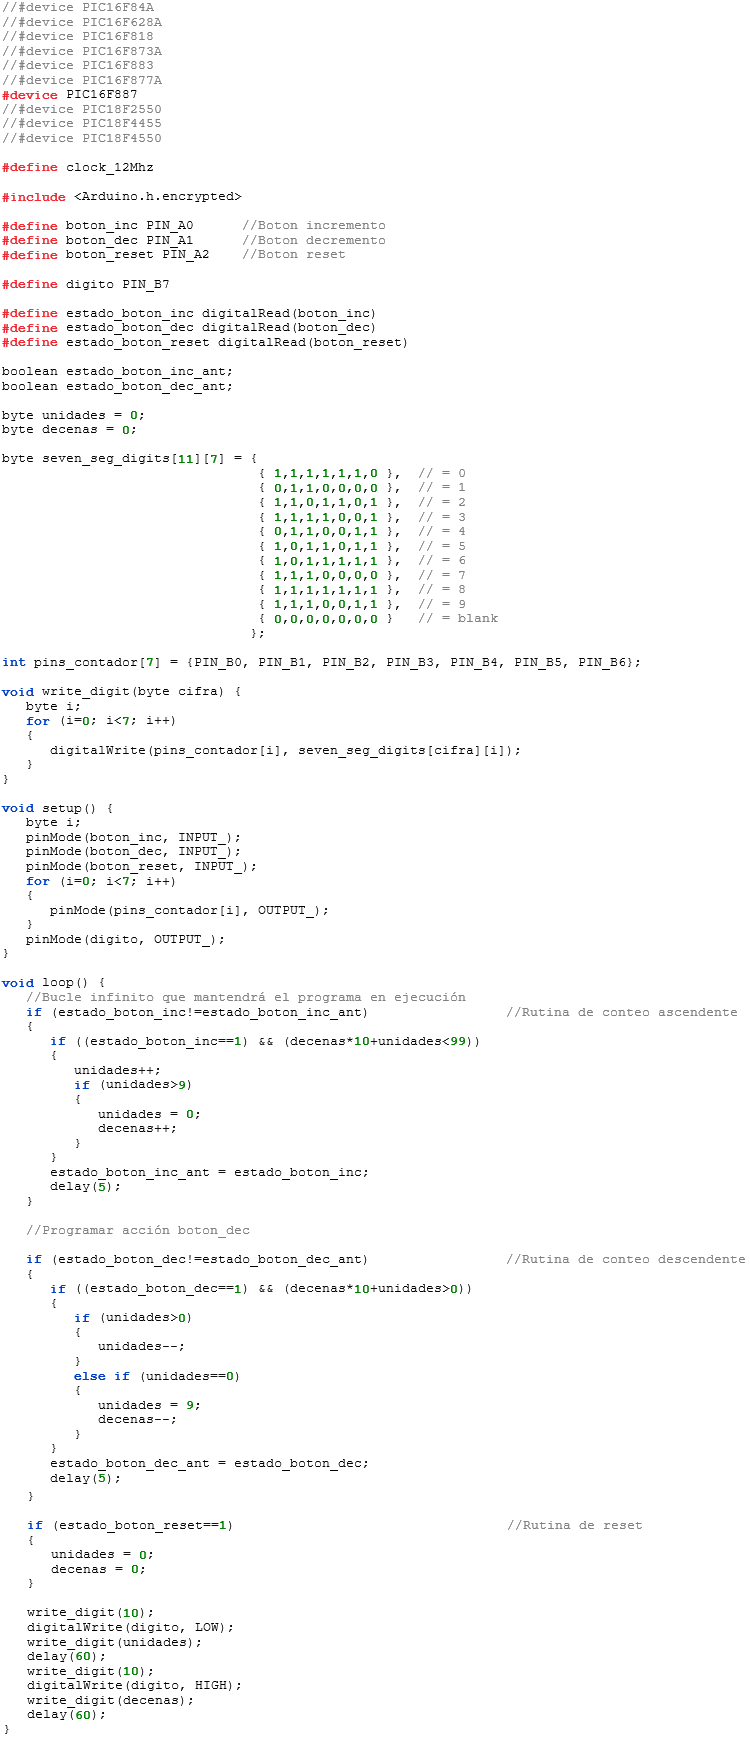 //#device PIC16F84A
//#device PIC16F628A
//#device PIC16F818
//#device PIC16F873A
//#device PIC16F883
//#device PIC16F877A
#device PIC16F887
//#device PIC18F2550
//#device PIC18F4455
//#device PIC18F4550
#define clock_12Mhz
#include <Arduino.h.encrypted>
#define boton_inc PIN_A0      //Boton incremento
#define boton_dec PIN_A1      //Boton decremento
#define boton_reset PIN_A2    //Boton reset
#define digito PIN_B7
#define estado_boton_inc digitalRead(boton_inc)
#define estado_boton_dec digitalRead(boton_dec)
#define estado_boton_reset digitalRead(boton_reset)
boolean estado_boton_inc_ant;
boolean estado_boton_dec_ant;
byte unidades = 0;
byte decenas = 0;
byte seven_seg_digits[11][7] = {
{ 1,1,1,1,1,1,0 },  // = 0
{ 0,1,1,0,0,0,0 },  // = 1
{ 1,1,0,1,1,0,1 },  // = 2
{ 1,1,1,1,0,0,1 },  // = 3
{ 0,1,1,0,0,1,1 },  // = 4
{ 1,0,1,1,0,1,1 },  // = 5
{ 1,0,1,1,1,1,1 },  // = 6
{ 1,1,1,0,0,0,0 },  // = 7
{ 1,1,1,1,1,1,1 },  // = 8
{ 1,1,1,0,0,1,1 },  // = 9
{ 0,0,0,0,0,0,0 }   // = blank
};
int pins_contador[7] = {PIN_B0, PIN_B1, PIN_B2, PIN_B3, PIN_B4, PIN_B5, PIN_B6};
void write_digit(byte cifra) {
   byte i;
   for (i=0; i<7; i++)
   {
      digitalWrite(pins_contador[i], seven_seg_digits[cifra][i]);
   }
}
void setup() {
   byte i;
   pinMode(boton_inc, INPUT_);
   pinMode(boton_dec, INPUT_);
   pinMode(boton_reset, INPUT_);
   for (i=0; i<7; i++)
   {
      pinMode(pins_contador[i], OUTPUT_);
   }
   pinMode(digito, OUTPUT_);
}
void loop() {
   //Bucle infinito que mantendrá el programa en ejecución
   if (estado_boton_inc!=estado_boton_inc_ant)                 //Rutina de conteo ascendente
   {
      if ((estado_boton_inc==1) && (decenas*10+unidades<99))
      {
         unidades++;
         if (unidades>9)
         {
            unidades = 0;
            decenas++;
         }
      }
      estado_boton_inc_ant = estado_boton_inc;
      delay(5);
   }
   //Programar acción boton_dec
   if (estado_boton_dec!=estado_boton_dec_ant)                 //Rutina de conteo descendente
   {
      if ((estado_boton_dec==1) && (decenas*10+unidades>0))
      {
         if (unidades>0)
         {
            unidades--;
         }
         else if (unidades==0)
         {
            unidades = 9;
            decenas--;
         }
      }
      estado_boton_dec_ant = estado_boton_dec;
      delay(5);
   }
   if (estado_boton_reset==1)                                  //Rutina de reset
   {
      unidades = 0;
      decenas = 0;
   }
   write_digit(10);
   digitalWrite(digito, LOW);
   write_digit(unidades);
   delay(60);
   write_digit(10);
   digitalWrite(digito, HIGH);
   write_digit(decenas);
   delay(60);
}